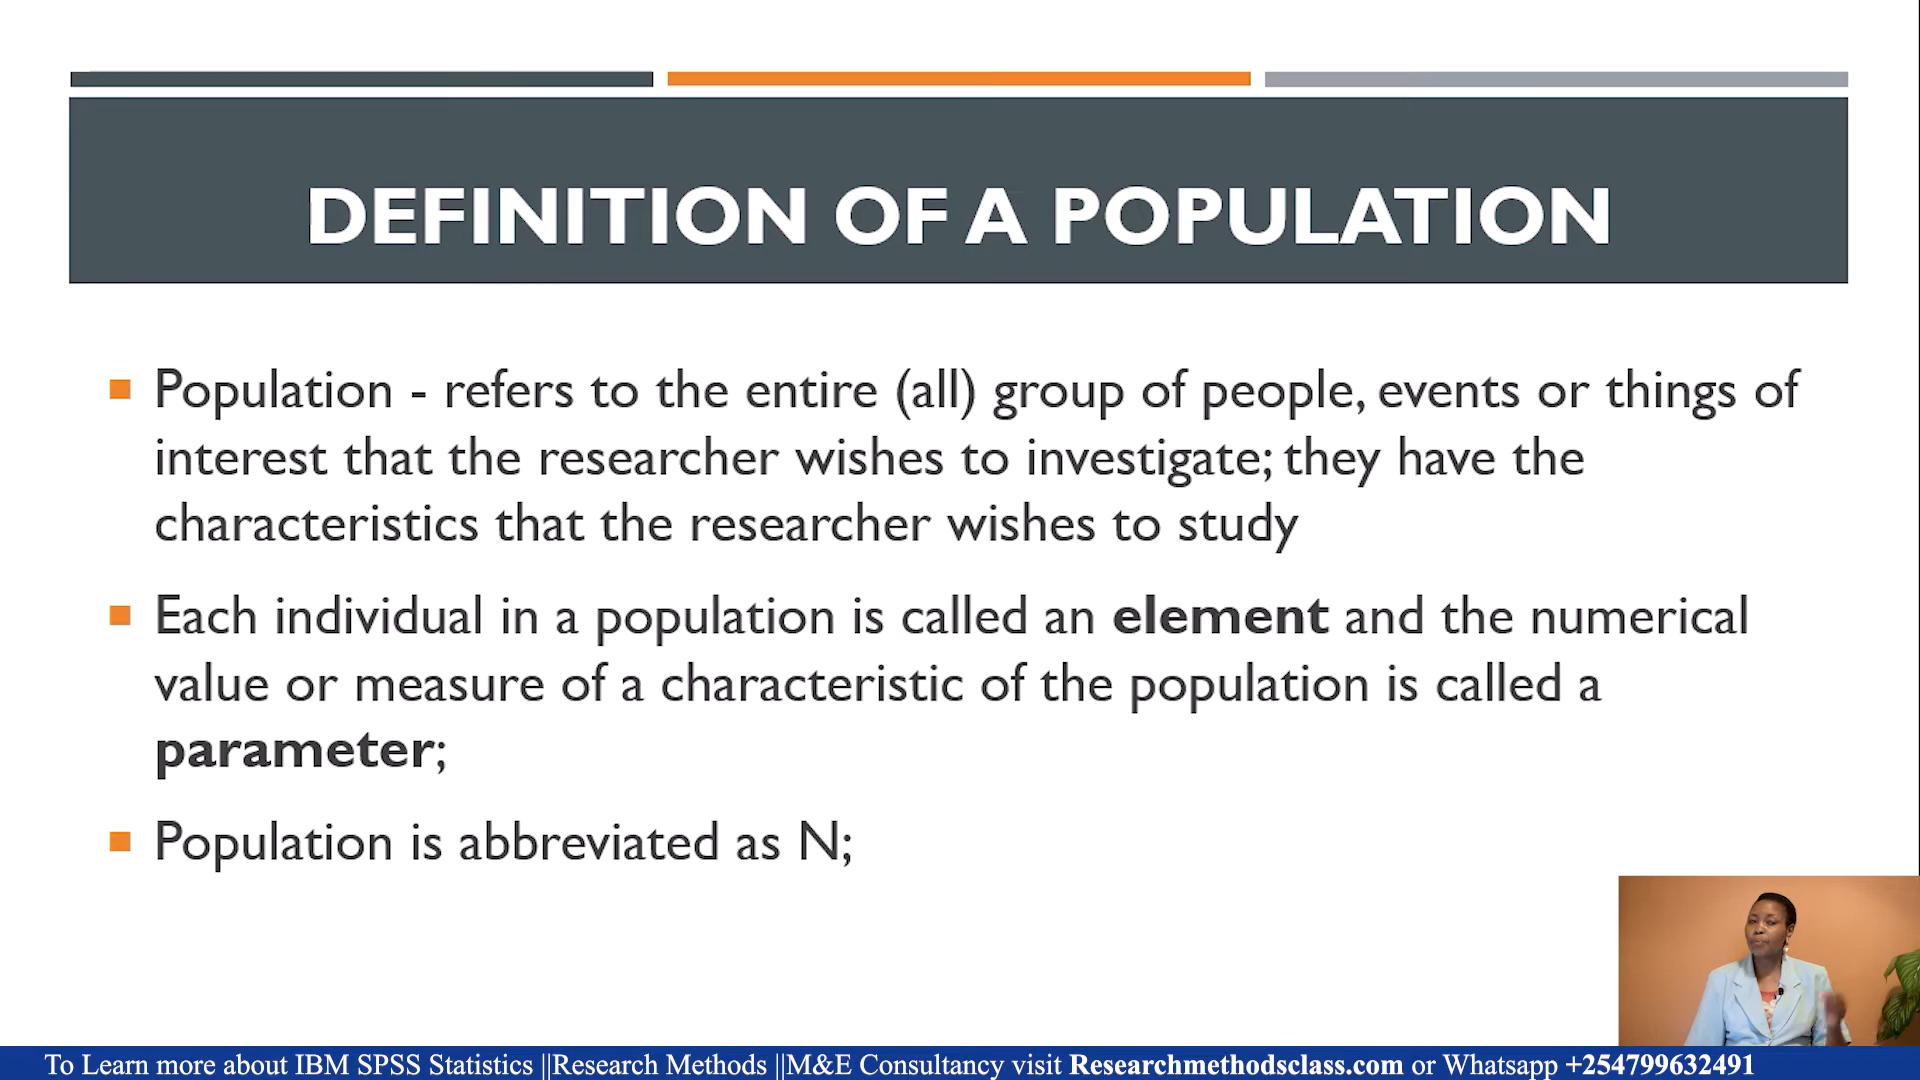 DEFINITION OF A POPULATION
Population - refers to the entire (all) group of people, events or things of
interest that the researcher wishes to investigate; they have the
characteristics that the researcher wishes to study
Each individual in a population is called an element and the numerical
value or measure of a characteristic of the population is called a
parameter;
Population is abbreviated as N;
To Learn more about IBM SPSS Statistics ||Research Methods ||M&E Consultancy visit Researchmethodsclass.com or Whatsapp +254799632491